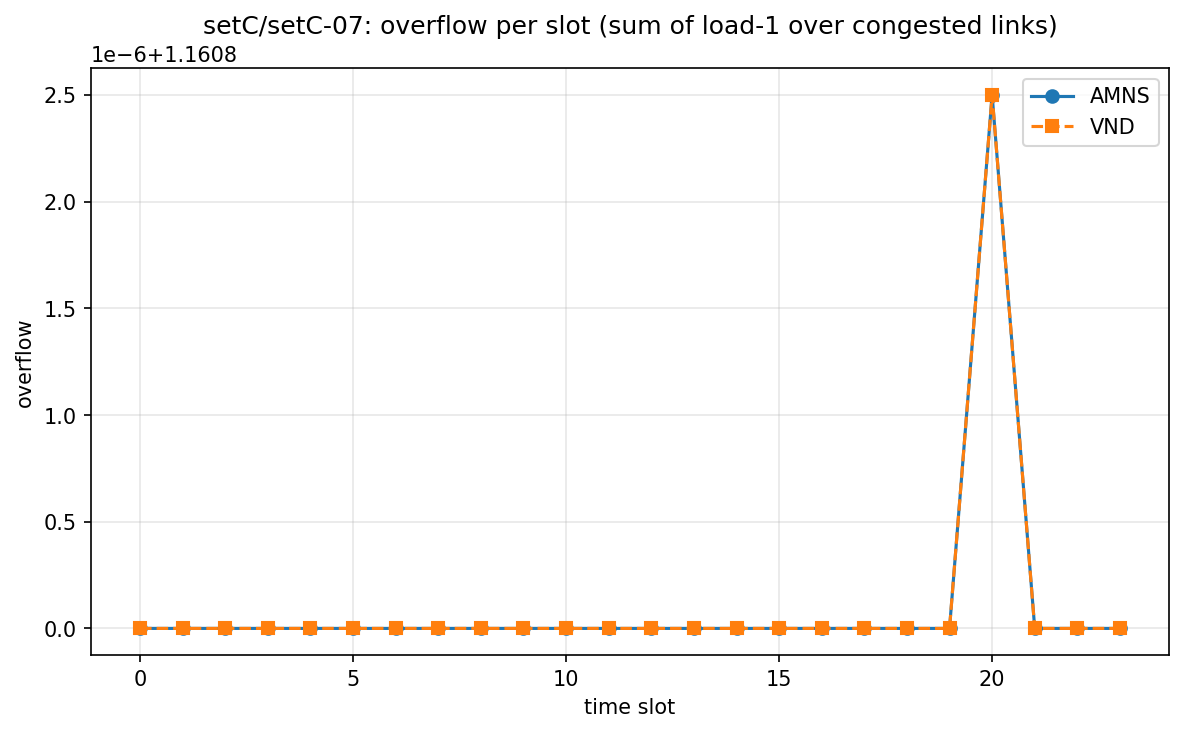 setC/setC-07: overflow per slot (sum of load-1 over congested links)
1e−6+1.1608
2.5
2.0
1.5
1.0
0.5
0.0
overflow
AMNS
VND
0 5 10 15 20
time slot